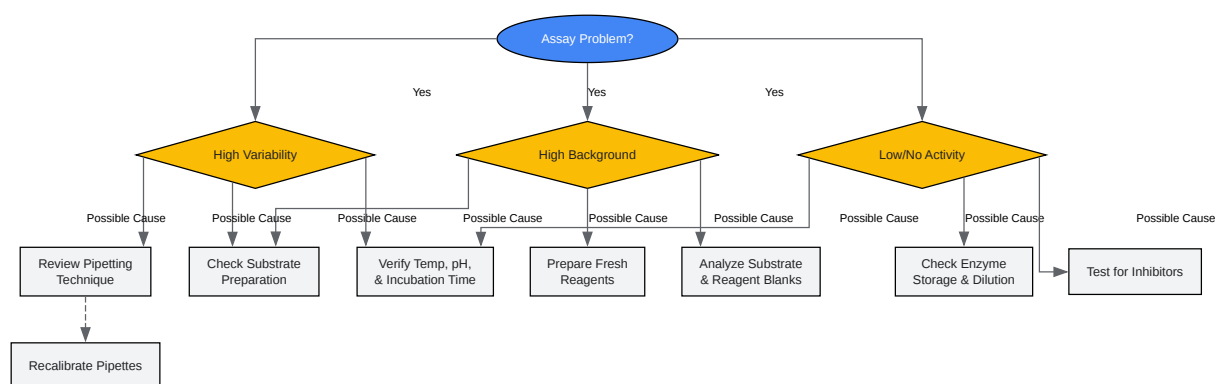 Assay Problem?
Yes
Yes
Yes
High Variability
High Background
Low/No Activity
Possible Cause
Possible Cause
Possible Cause
Possible Cause
Possible Cause
Possible Cause
Possible Cause
Possible Cause
Possible Cause
Review Pipetting
Technique
Check Substrate
Preparation
Verify Temp, pH,
& Incubation Time
Prepare Fresh
Reagents
Analyze Substrate
& Reagent Blanks
Check Enzyme
Storage & Dilution
Test for Inhibitors
Recalibrate Pipettes